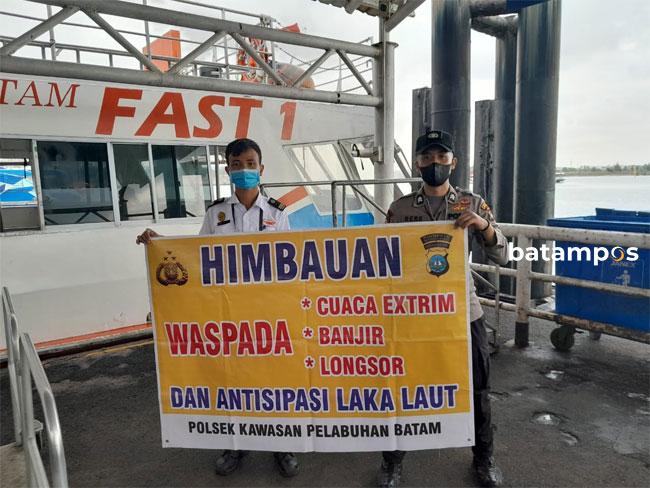 TAM FAST 1
HIMBAUAN
WASPADA
* CUACA EXTRIM
* BANJIR
* LONGSOR
DAN ANTISIPASI LAKA LAUT
POLSEK KAWASAN PELABUHAN BATAM
batampos